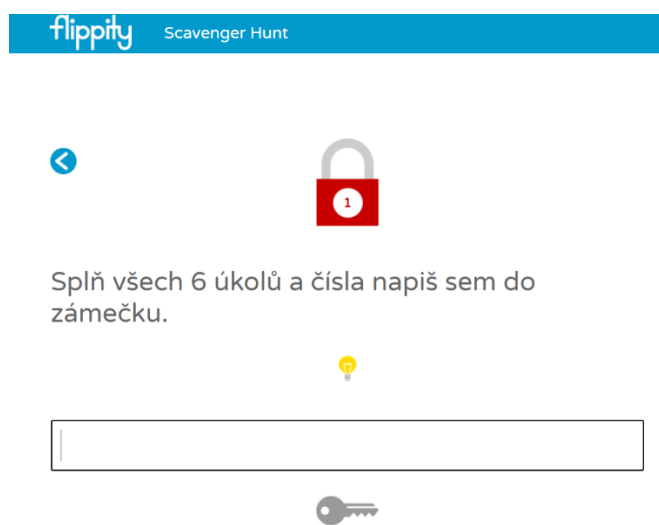 flippity Scavenger Hunt
1
Splň všech 6 úkolů a čísla napiš sem do
zámečku.